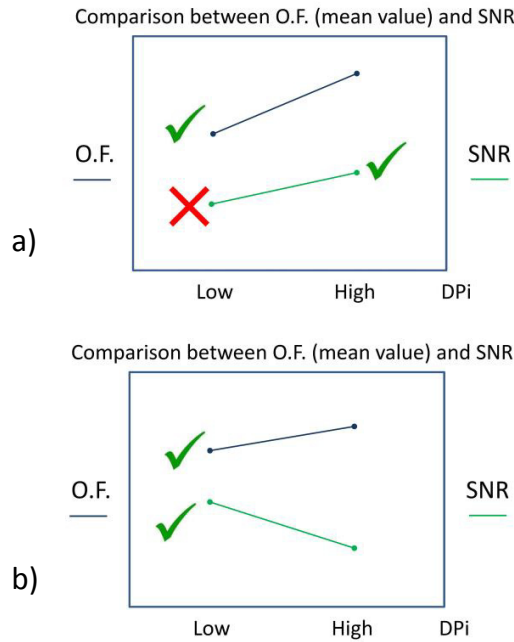 Comparison between O.F. (mean value) and SNR
O.F.
SNR
a)
Low High DPi
Comparison between O.F. (mean value) and SNR
O.F.
SNR
b)
Low High DPi